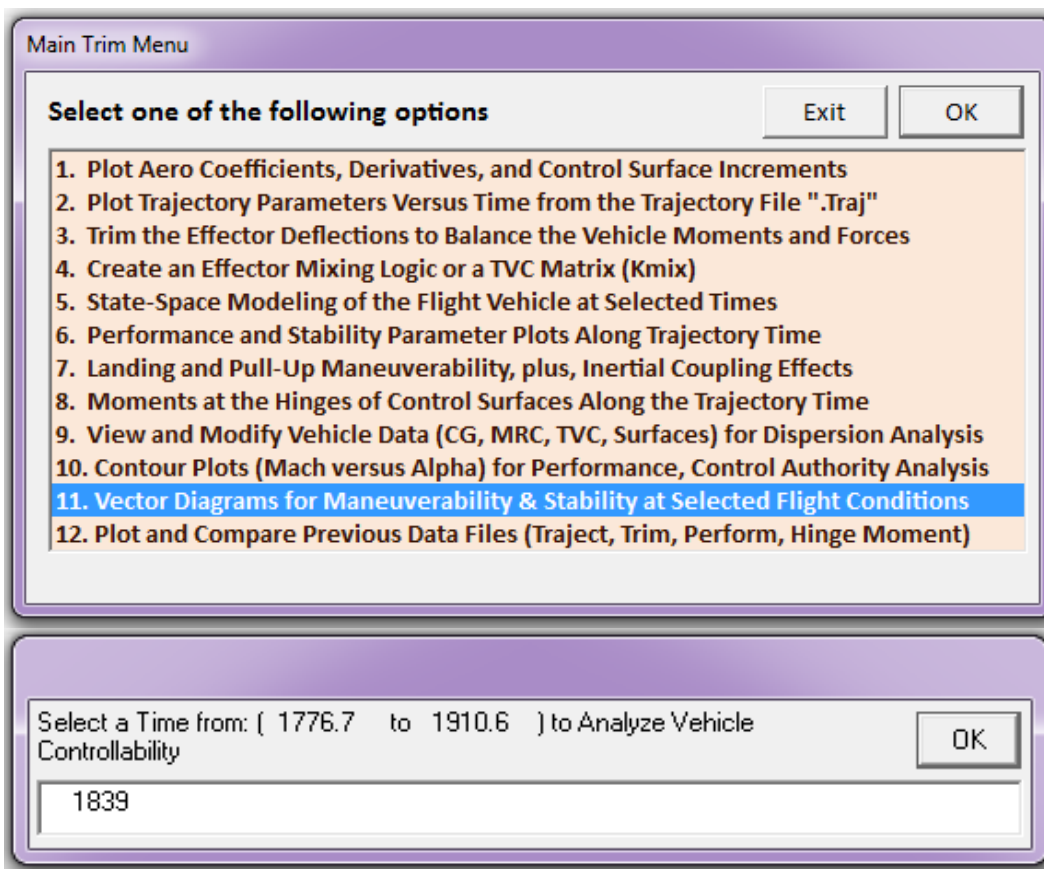 Main Trim Menu
Select one of the following options
Exit
OK
1. Plot Aero Coefficients, Derivatives, and Control Surface Increments
2. Plot Trajectory Parameters Versus Time from the Trajectory File ".Traj"
3. Trim the Effector Deflections to Balance the Vehicle Moments and Forces
4. Create an Effector Mixing Logic or a TVC Matrix (Kmix)
5. State-Space Modeling of the Flight Vehicle at Selected Times
6. Performance and Stability Parameter Plots Along Trajectory Time
7. Landing and Pull-Up Maneuverability, plus, Inertial Coupling Effects
8. Moments at the Hinges of Control Surfaces Along the Trajectory Time
9. View and Modify Vehicle Data (CG, MRC, TVC, Surfaces) for Dispersion Analysis
10. Contour Plots (Mach versus Alpha) for Performance, Control Authority Analysis
11. Vector Diagrams for Maneuverability & Stability at Selected Flight Conditions
12. Plot and Compare Previous Data Files (Traject, Trim, Perform, Hinge Moment)
Select a Time from: ( 1776.7 to 1910.6 ) to Analyze Vehicle
Controllability
OK
1839